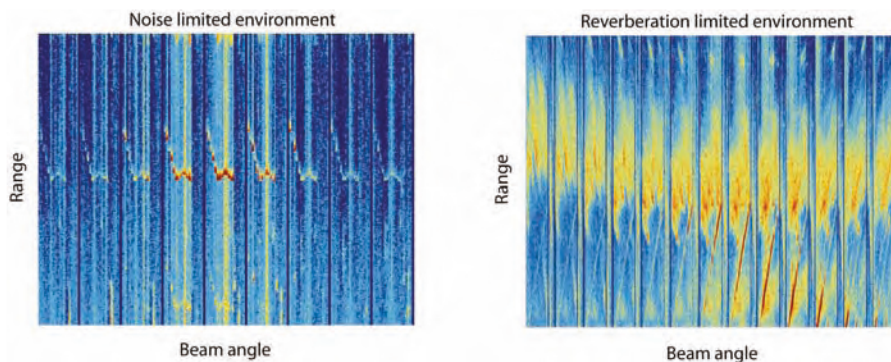 Noise limited environment
Range
Beam angle
Reverberation limited environment
Range
Beam angle